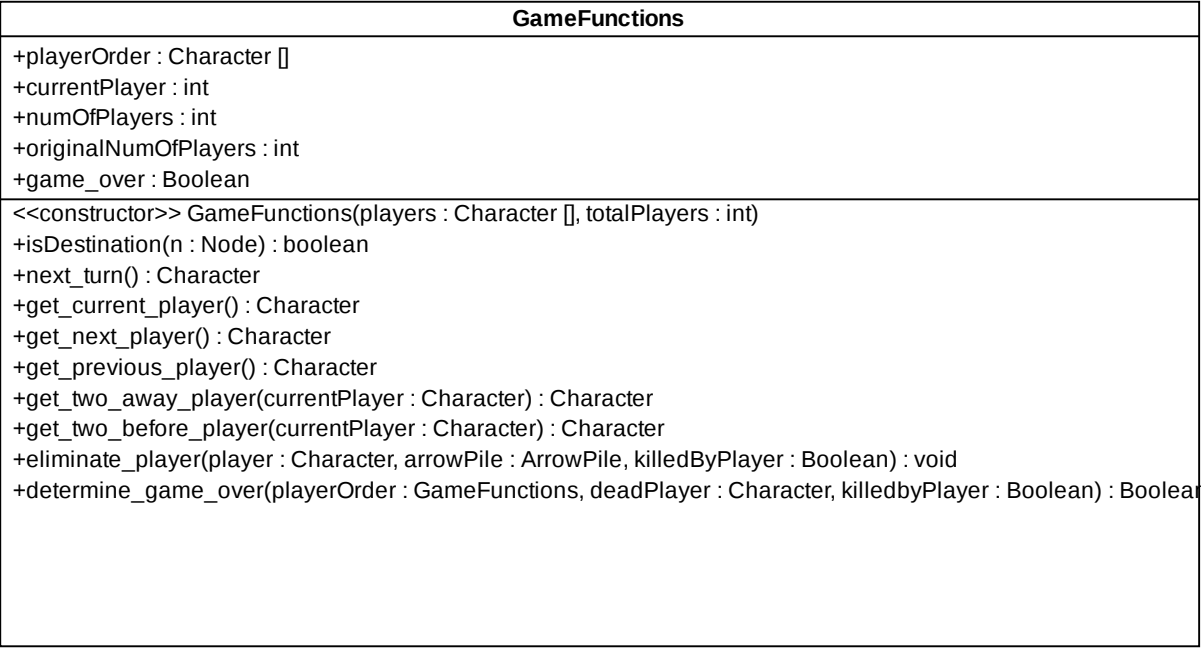 GameFunctions
+playerOrder : Character []
+currentPlayer : int
+numOfPlayers : int
+originalNumOfPlayers : int
+game_over : Boolean
<<constructor>> GameFunctions(players : Character [], totalPlayers : int)
+isDestination(n : Node) : boolean
+next_turn() : Character
+get_current_player() : Character
+get_next_player() : Character
+get_previous_player() : Character
+get_two_away_player(currentPlayer : Character) : Character
+get_two_before_player(currentPlayer : Character) : Character
+eliminate_player(player : Character, arrowPile : ArrowPile, killedByPlayer : Boolean) : void
+determine_game_over(playerOrder : GameFunctions, deadPlayer : Character, killedbyPlayer : Boolean) : Boolean